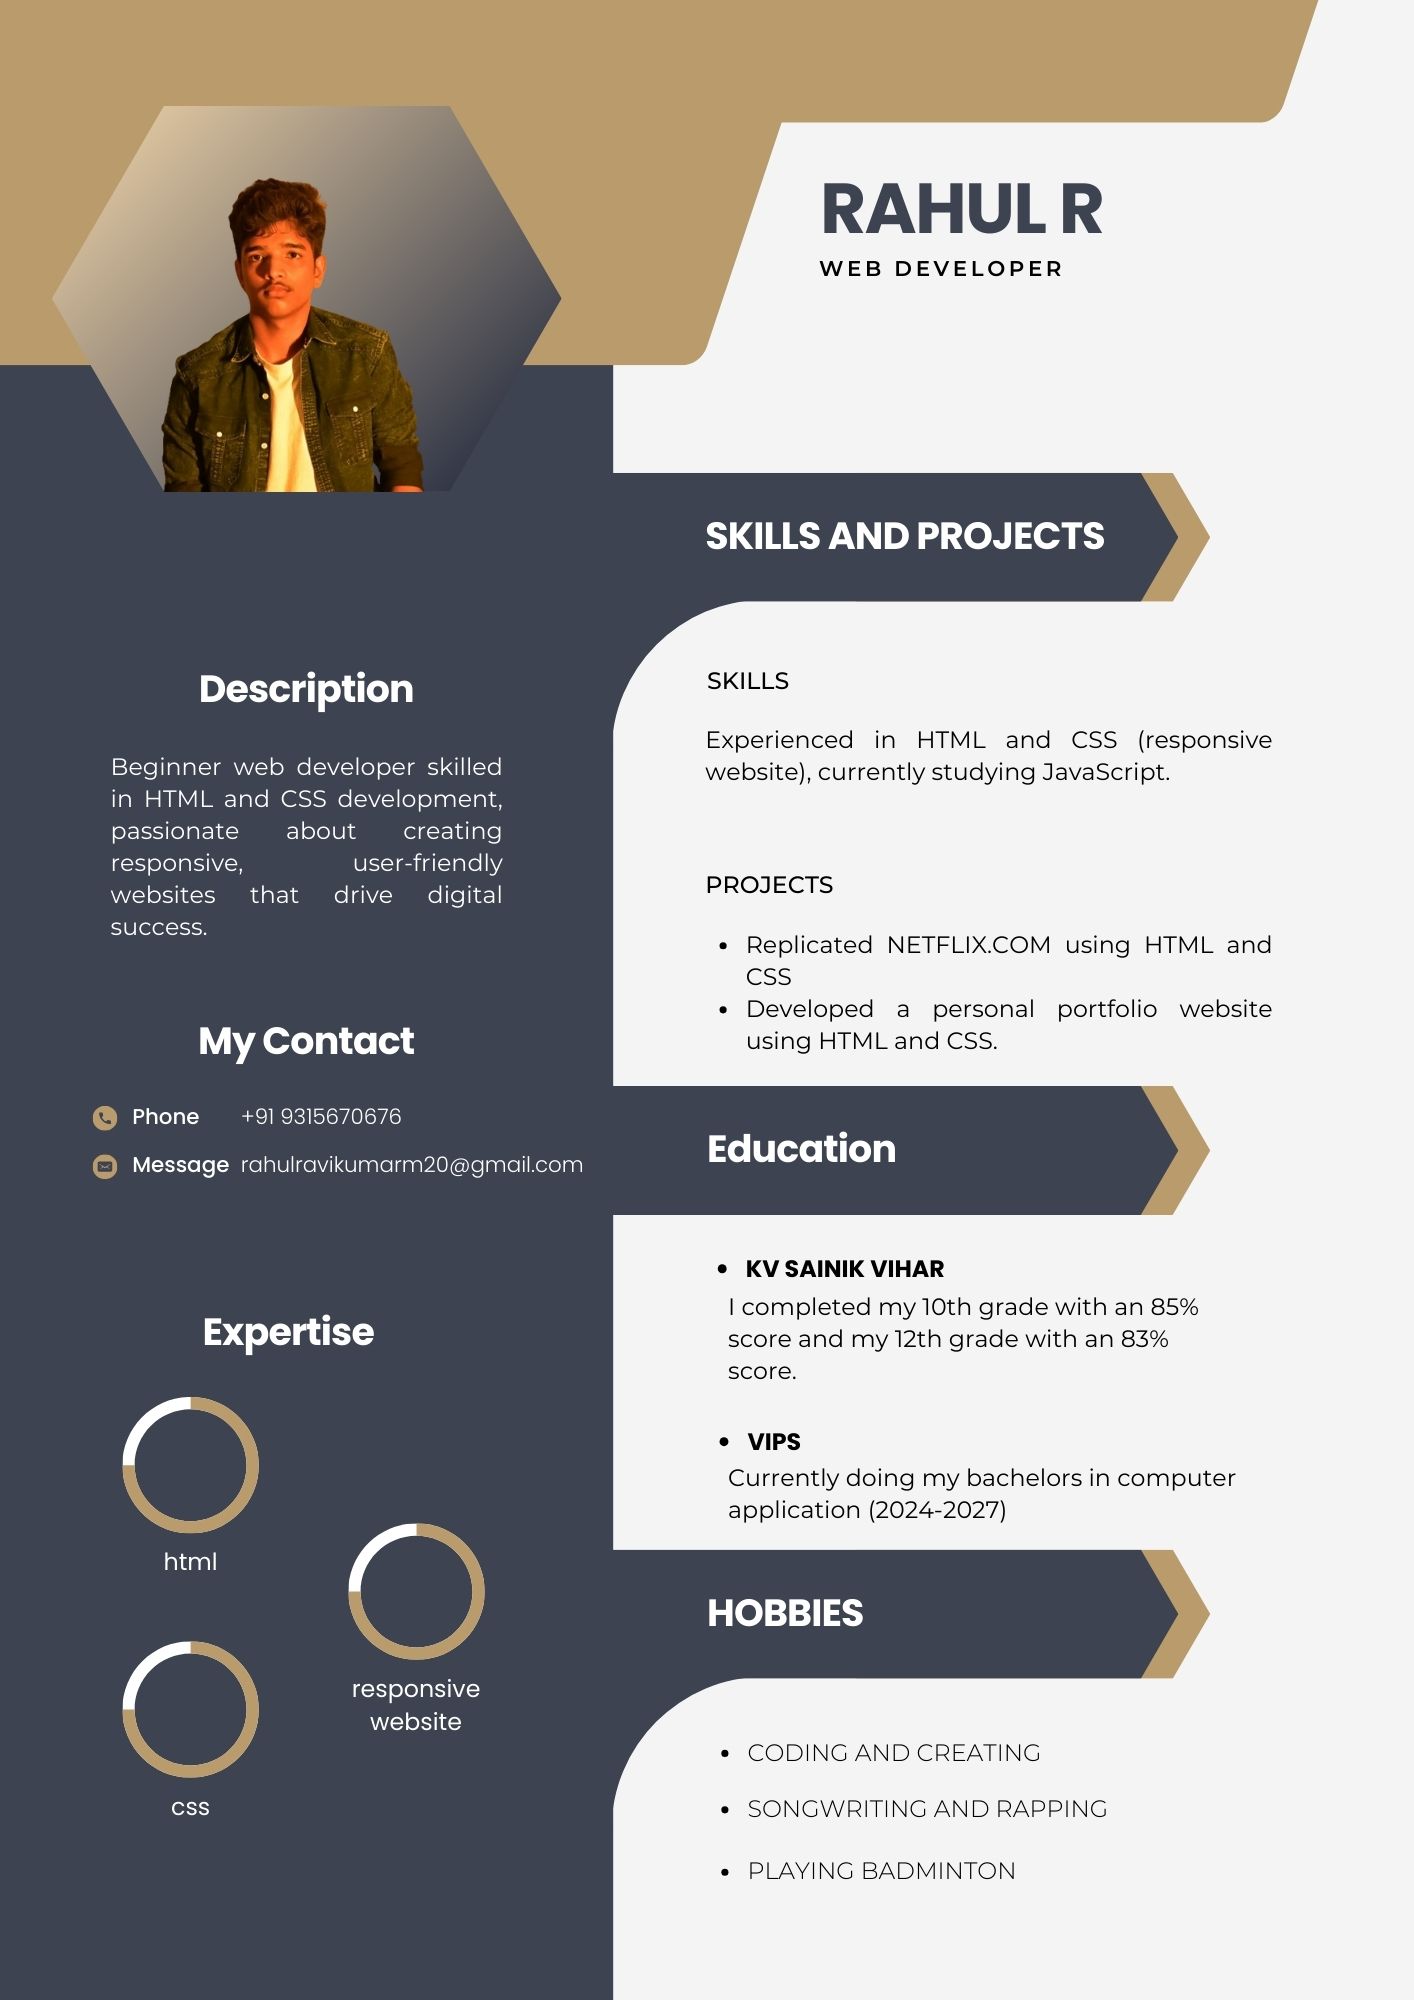 RAHUL R
WEB DEVELOPER
Description
Beginner web developer skilled
in HTML and CSS development,
passionate about creating
responsive, user-friendly
websites that drive digital
success.
My Contact
Phone +91 9315670676
Message rahulravikumarm20@gmail.com
Expertise
html
responsive
website
css
SKILLS AND PROJECTS
SKILLS
Experienced in HTML and CSS (responsive
website), currently studying JavaScript.
PROJECTS
• Replicated NETFLIX.COM using HTML and
CSS
• Developed a personal portfolio website
using HTML and CSS.
Education
• KV SAINIK VIHAR
I completed my 10th grade with an 85%
score and my 12th grade with an 83%
score.
• VIPS
Currently doing my bachelors in computer
application (2024-2027)
HOBBIES
• CODING AND CREATING
• SONGWRITING AND RAPPING
• PLAYING BADMINTON